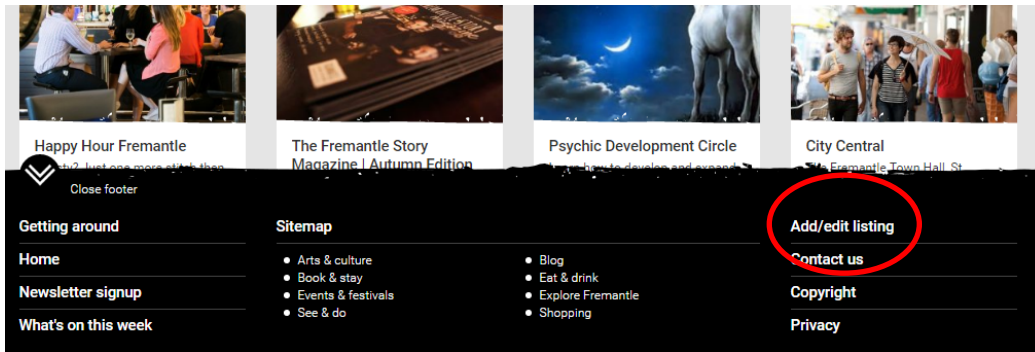 Happy Hour Fremantle
The Fremantle Story
Magazine | Autumn Edition
Psychic Development Circle
City Central
Close footer
Getting around
Home
Newsletter signup
What's on this week
Sitemap
Arts & culture
Book & stay
Events & festivals
See & do
Blog
Eat & drink
Explore Fremantle
Shopping
Add/edit listing
Contact us
Copyright
Privacy